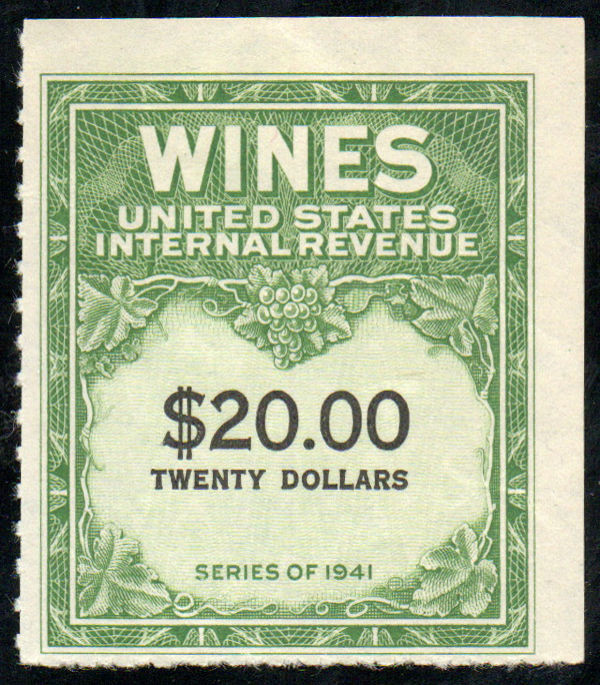 WINES
UNITED STATES
INTERNAL REVENUE
$20.00
TWENTY DOLLARS
SERIES OF 1941